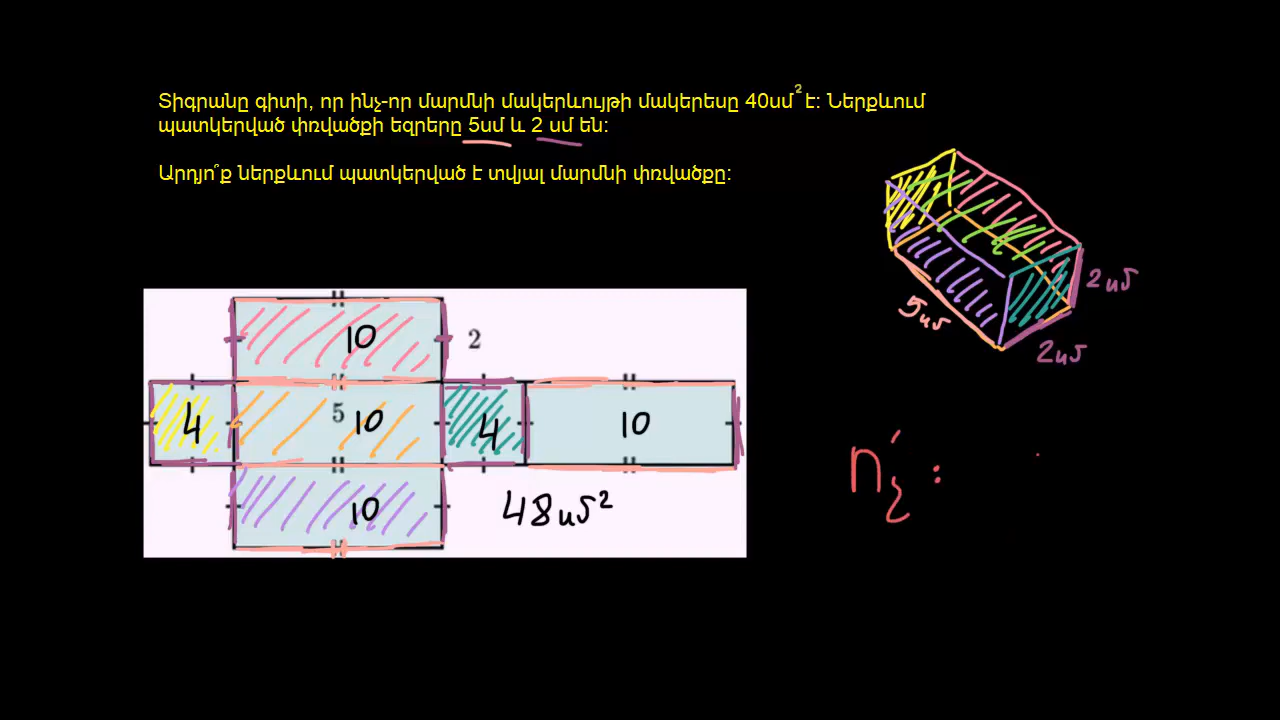 Տիգրանը գիտի, որ ինչ-որ մարմնի մակերևույթի մակերեսը 40սմ² է: Ներքևում
պատկերված փռվածքի եզրերը 5սմ և 2 սմ են:
Արդյո՞ք ներքևում պատկերված է տվյալ մարմնի փռվածքը:
2սմ
5սմ
2սմ
10
2
4
5 10
4
10
10
48սմ²
Ո՛չ: